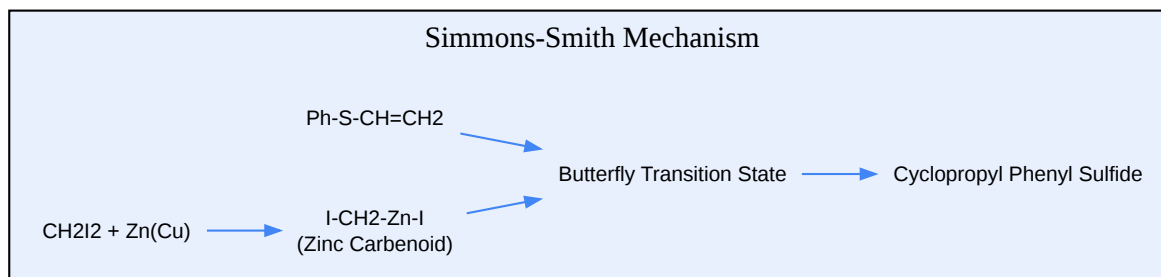 Simmons-Smith Mechanism
Ph-S-CH=CH2
Butterfly Transition State
Cyclopropyl Phenyl Sulfide
CH2I2 + Zn(Cu)
I-CH2-Zn-I
(Zinc Carbenoid)